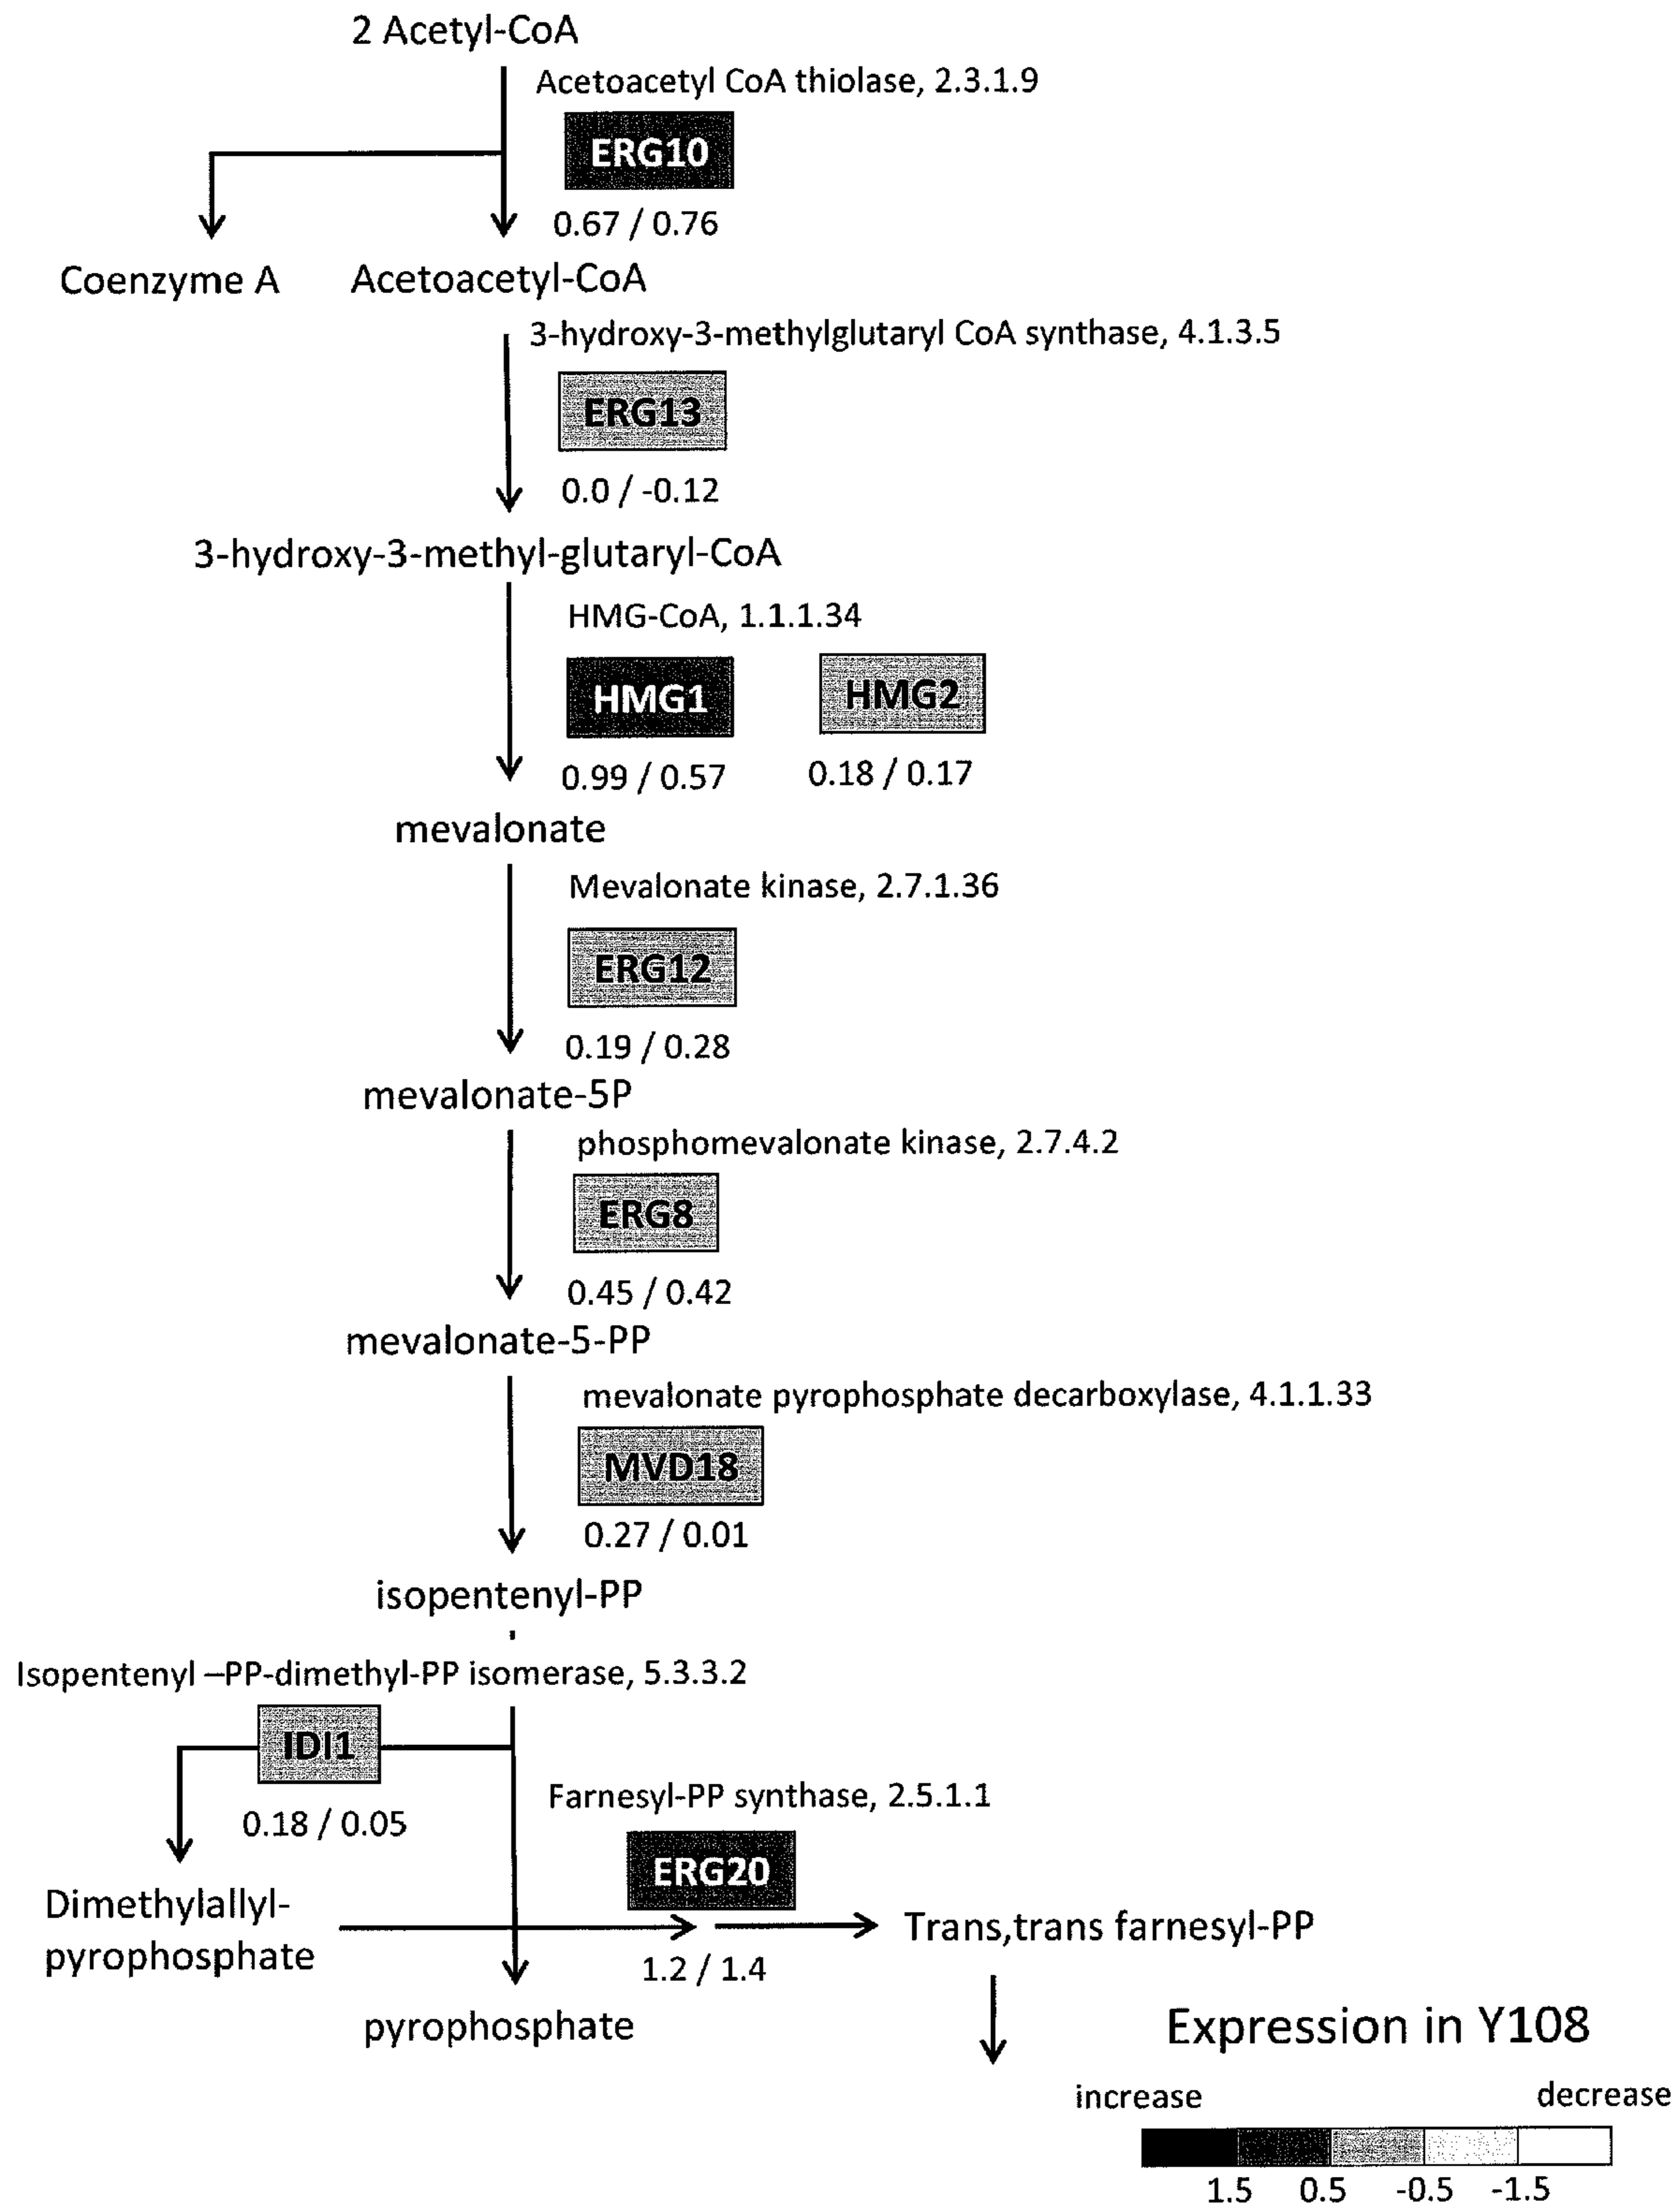 2 Acetyl-CoA
Acetoacetyl CoA thiolase, 2.3.1.9
ERG10
0.67 / 0.76
Coenzyme A
Acetoacetyl-CoA
3-hydroxy-3-methylglutaryl CoA synthase, 4.1.3.5
ERG13
0.0 / -0.12
3-hydroxy-3-methyl-glutaryl-CoA
HMG-CoA, 1.1.1.34
HMG1
HMG2
0.99 / 0.57
0.18 / 0.17
mevalonate
Mevalonate kinase, 2.7.1.36
ERG12
0.19 / 0.28
mevalonate-5P
phosphomevalonate kinase, 2.7.4.2
ERG8
0.45 / 0.42
mevalonate-5-PP
mevalonate pyrophosphate decarboxylase, 4.1.1.33
MVD18
0.27 / 0.01
isopentenyl-PP
Isopentenyl –PP-dimethyl-PP isomerase, 5.3.3.2
IDI1
0.18 / 0.05
Farnesyl-PP synthase, 2.5.1.1
ERG20
Dimethylallyl-
pyrophosphate
1.2 / 1.4
Trans,trans farnesyl-PP
pyrophosphate
Expression in Y108
increase
decrease
1.5 0.5 -0.5 -1.5